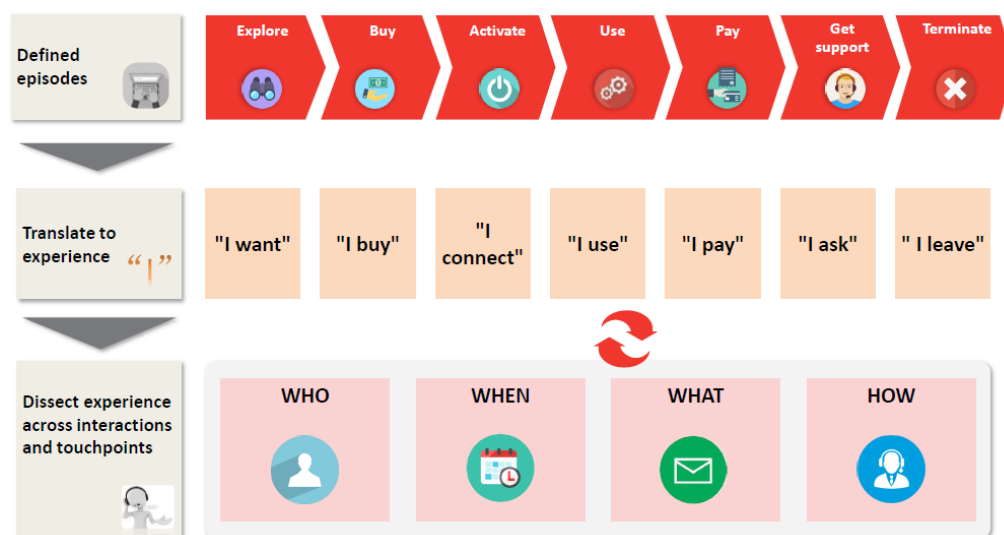 Defined
episodes
Explore
Buy
Activate
Use
Pay
Get
support
Terminate
Translate to
experience
“I”
"I want"
"I buy"
"I
connect"
"I use"
"I pay"
"I ask"
" I leave"
Dissect experience
across interactions
and touchpoints
WHO
WHEN
WHAT
HOW